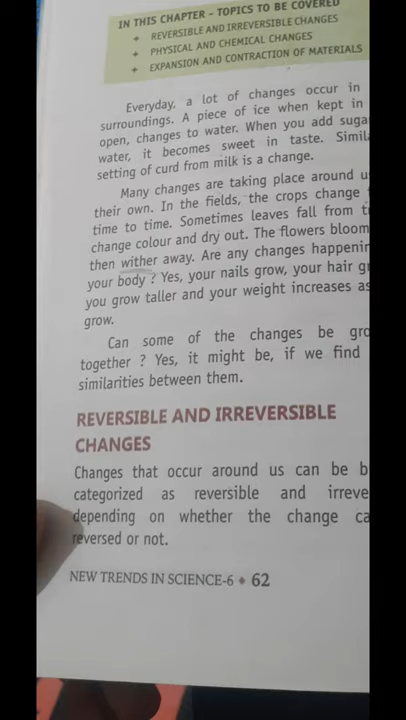 IN THIS CHAPTER - TOPICS TO BE COVERED
+ REVERSIBLE AND IRREVERSIBLE CHANGES
+ PHYSICAL AND CHEMICAL CHANGES
+ EXPANSION AND CONTRACTION OF MATERIALS
Everyday, a lot of changes occur in
surroundings. A piece of ice when kept in
open, changes to water. When you add suga
water, it becomes sweet in taste. Simil
setting of curd from milk is a change.
Many changes are taking place around u
their own. In the fields, the crops change
time to time. Sometimes leaves fall from t
change colour and dry out. The flowers bloom
then wither away. Are any changes happenin
your body ? Yes, your nails grow, your hair g
you grow taller and your weight increases as
grow.
Can some of the changes be gro
together ? Yes, it might be, if we find
similarities between them.
REVERSIBLE AND IRREVERSIBLE
CHANGES
Changes that occur around us can be b
categorized as reversible and irreve
depending on whether the change ca
reversed or not.
NEW TRENDS IN SCIENCE-6 ◆ 62